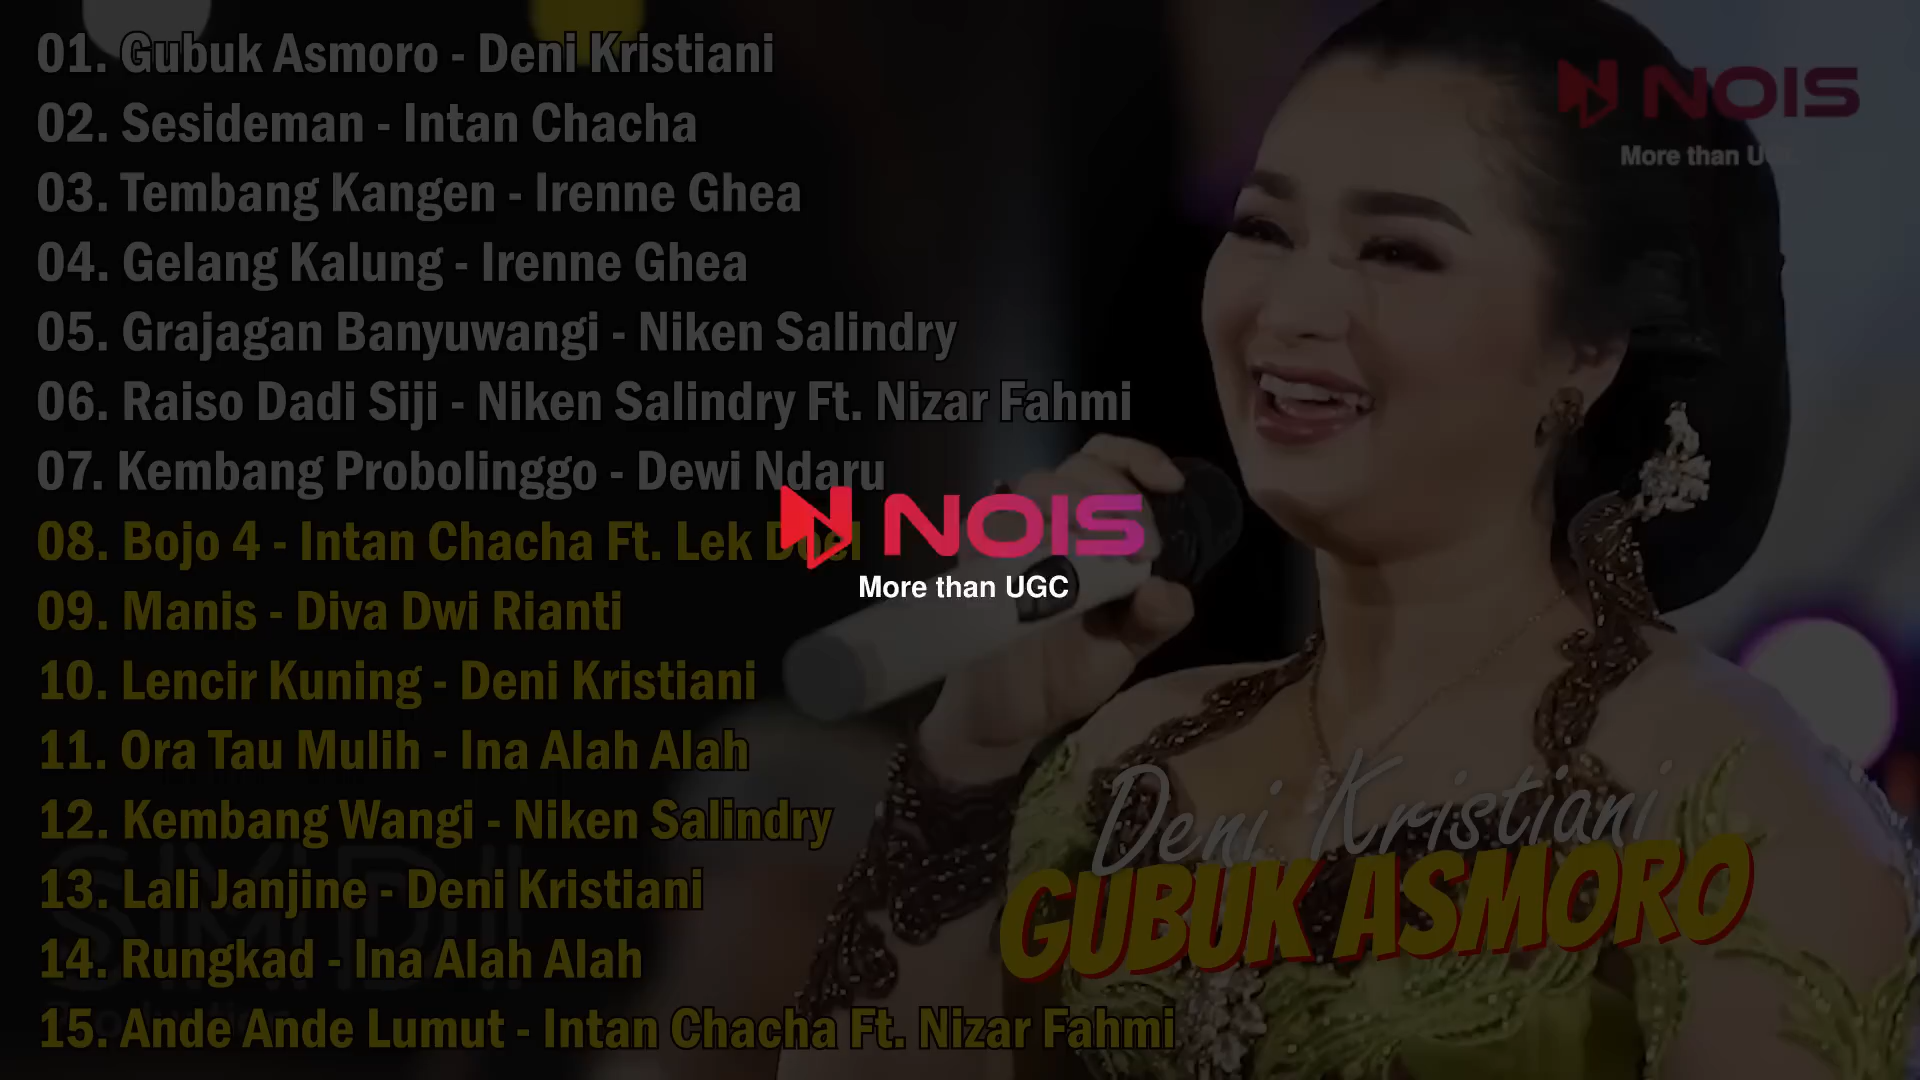 01. Gubuk Asmoro - Deni Kristiani
02. Sesideman - Intan Chacha
03. Tembang Kangen - Irenne Ghea
04. Gelang Kalung - Irenne Ghea
05. Grajagan Banyuwangi - Niken Salindry
06. Raiso Dadi Siji - Niken Salindry Ft. Nizar Fahmi
07. Kembang Probolinggo - Dewi Ndaru
08. Bojo 4 - Intan Chacha Ft. Lek Doel
09. Manis - Diva Dwi Rianti
10. Lencir Kuning - Deni Kristiani
11. Ora Tau Mulih - Ina Alah Alah
12. Kembang Wangi - Niken Salindry
13. Lali Janjine - Deni Kristiani
14. Rungkad - Ina Alah Alah
15. Ande Ande Lumut - Intan Chacha Ft. Nizar Fahmi
NOIS
More than UGC
NOIS
More than UGC
Deni Kristiani
GUBUK ASMORO